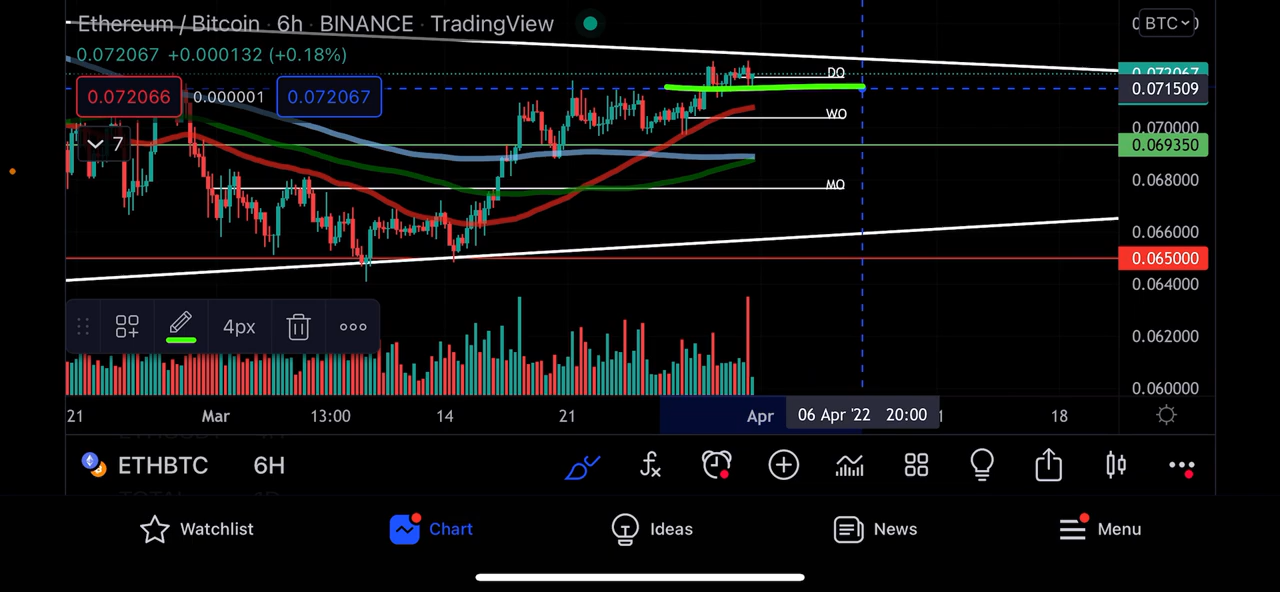 Ethereum / Bitcoin · 6h · BINANCE · TradingView
BTC
0.072067 +0.000132 (+0.18%)
0.072067
0.072066 0.000001 0.072067
DO
0.071509
WO
0.070000
7
0.069350
MO
0.068000
0.066000
0.065000
0.064000
4px
0.062000
0.060000
21 Mar 13:00 14 21 Apr 06 Apr '22 20:00 18
ETHBTC 6H
Watchlist Chart Ideas News Menu